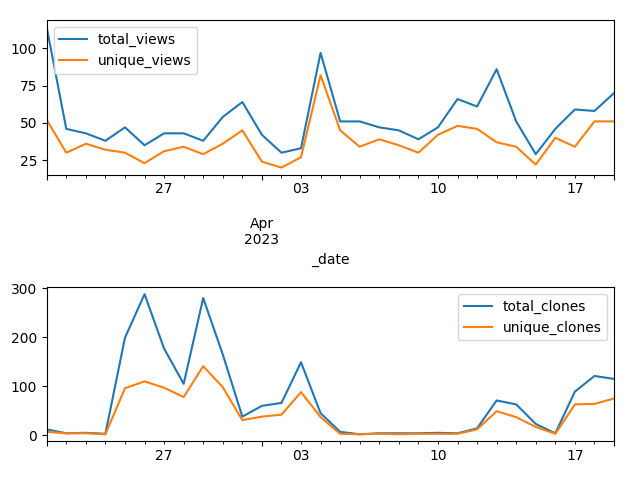 total_views
unique_views
100
75
50
25
27
03
10
17
Apr
2023
_date
300
200
100
0
total_clones
unique_clones
27
03
10
17